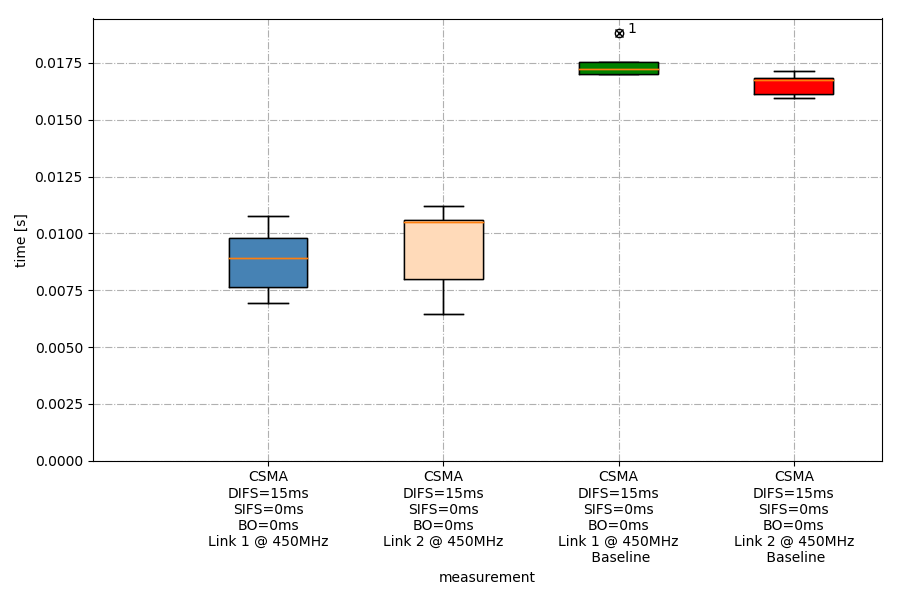 1
0.0175
0.0150
0.0125
0.0100
0.0075
0.0050
0.0025
0.0000
time [s]
CSMA CSMA CSMA CSMA
DIFS=15ms DIFS=15ms DIFS=15ms DIFS=15ms
SIFS=0ms SIFS=0ms SIFS=0ms SIFS=0ms
BO=0ms BO=0ms BO=0ms BO=0ms
Link 1 @ 450MHz Link 2 @ 450MHz Link 1 @ 450MHz Link 2 @ 450MHz
Baseline Baseline
measurement